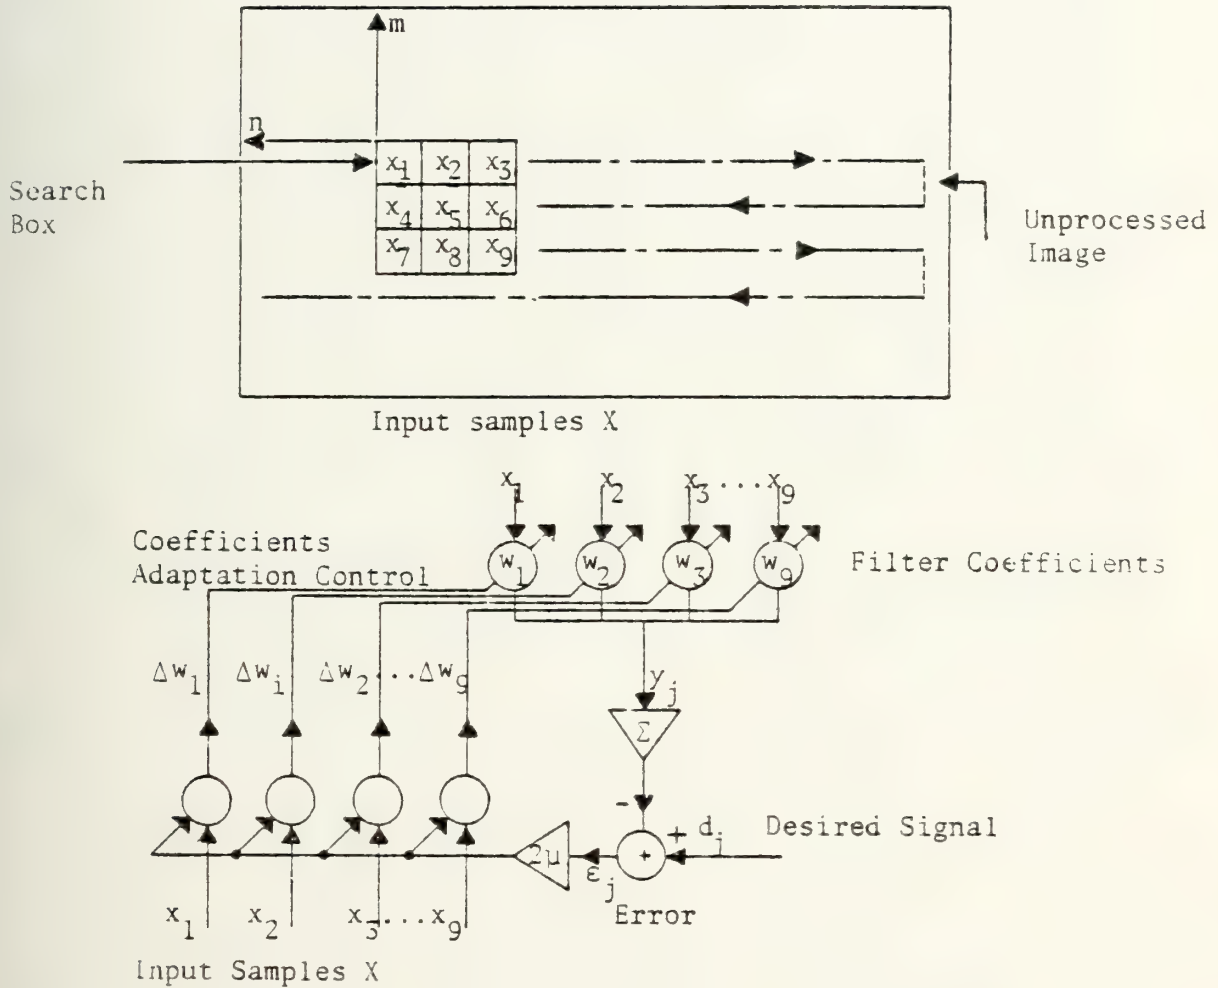 m
n
x1 x2 x3
Search
Box
x4 x5 x6
x7 x8 x9
Unprocessed
Image
Input samples X
x1 x2 x3 ... x9
Coefficients
Adaptation Control
w1 w2 w3 w9
Filter Coefficients
Δw1 Δwi Δw2 ... Δw9
yj
Σ
-
+ dj Desired Signal
2μ εj +
Error
x1 x2 x3 ... x9
Input Samples X